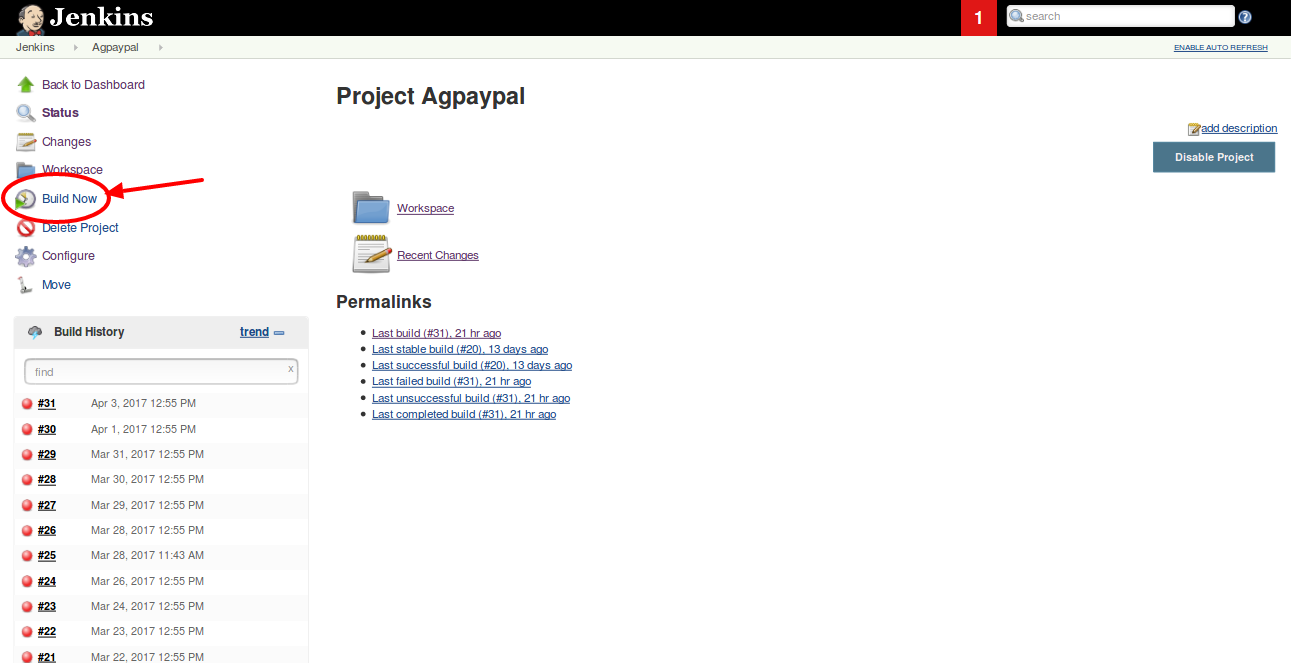 Jenkins
1
search
?
Jenkins
Agpaypal
ENABLE AUTO REFRESH
Back to Dashboard
Status
Changes
Workspace
Build Now
Delete Project
Configure
Move
Project Agpaypal
add description
Disable Project
Workspace
Recent Changes
Permalinks
Last build (#31), 21 hr ago
Last stable build (#20), 13 days ago
Last successful build (#20), 13 days ago
Last failed build (#31), 21 hr ago
Last unsuccessful build (#31), 21 hr ago
Last completed build (#31), 21 hr ago
Build History trend
find x
#31 Apr 3, 2017 12:55 PM
#30 Apr 1, 2017 12:55 PM
#29 Mar 31, 2017 12:55 PM
#28 Mar 30, 2017 12:55 PM
#27 Mar 29, 2017 12:55 PM
#26 Mar 28, 2017 12:55 PM
#25 Mar 28, 2017 11:43 AM
#24 Mar 26, 2017 12:55 PM
#23 Mar 24, 2017 12:55 PM
#22 Mar 23, 2017 12:55 PM
#21 Mar 22, 2017 12:55 PM